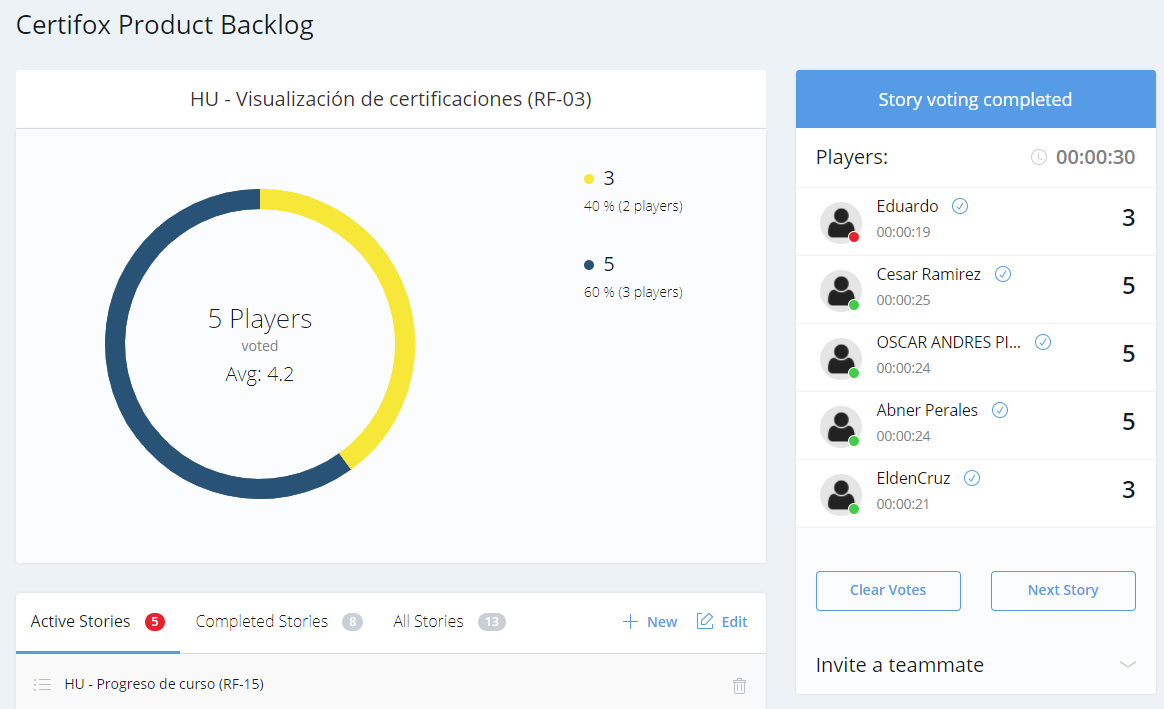 Certifox Product Backlog
HU - Visualización de certificaciones (RF-03)
5 Players
voted
Avg: 4.2
3
40 % (2 players)
5
60 % (3 players)
Story voting completed
Players:
00:00:30
Eduardo
00:00:19
3
Cesar Ramirez
00:00:25
5
OSCAR ANDRES PI...
00:00:24
5
Abner Perales
00:00:24
5
EldenCruz
00:00:21
3
Clear Votes
Next Story
Invite a teammate
Active Stories 5
Completed Stories 8
All Stories 13
New
Edit
HU - Progreso de curso (RF-15)